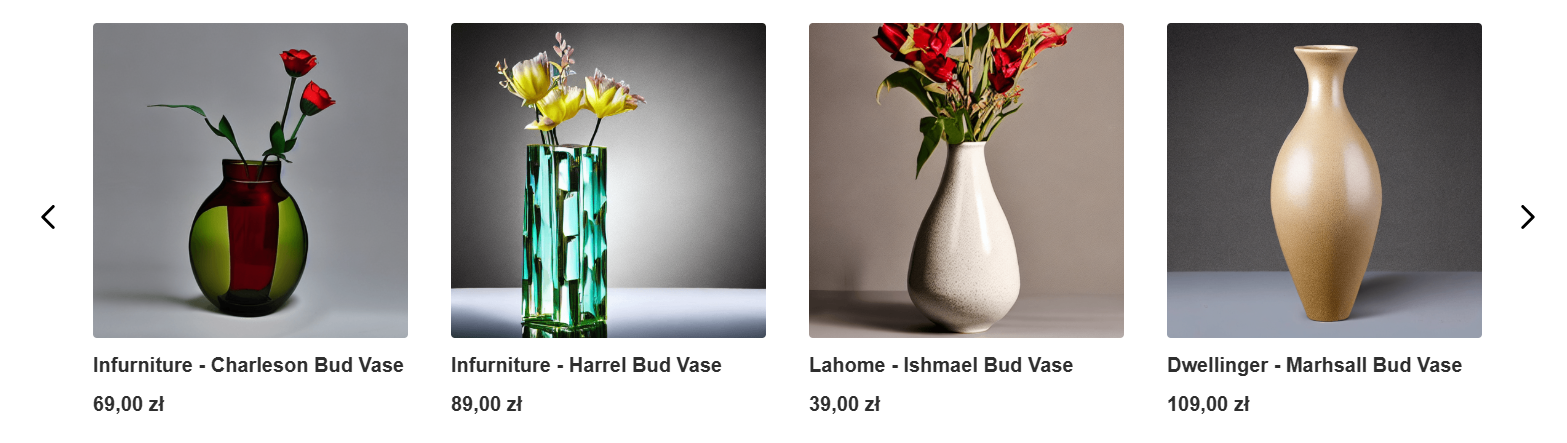 Infurniture - Charleson Bud Vase
69,00 zł
Infurniture - Harrel Bud Vase
89,00 zł
Lahome - Ishmael Bud Vase
39,00 zł
Dwellinger - Marhsall Bud Vase
109,00 zł